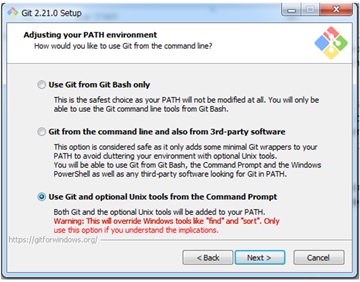 Git 2.21.0 Setup
Adjusting your PATH environment
How would you like to use Git from the command line?
Use Git from Git Bash only
This is the safest choice as your PATH will not be modified at all. You will only be
able to use the Git command line tools from Git Bash.
Git from the command line and also from 3rd-party software
This option is considered safe as it only adds some minimal Git wrappers to your
PATH to avoid cluttering your environment with optional Unix tools.
You will be able to use Git from Git Bash, the Command Prompt and the Windows
PowerShell as well as any third-party software looking for Git in PATH.
Use Git and optional Unix tools from the Command Prompt
Both Git and the optional Unix tools will be added to your PATH.
Warning: This will override Windows tools like "find" and "sort". Only
use this option if you understand the implications.
https://gitforwindows.org/
< Back
Next >
Cancel